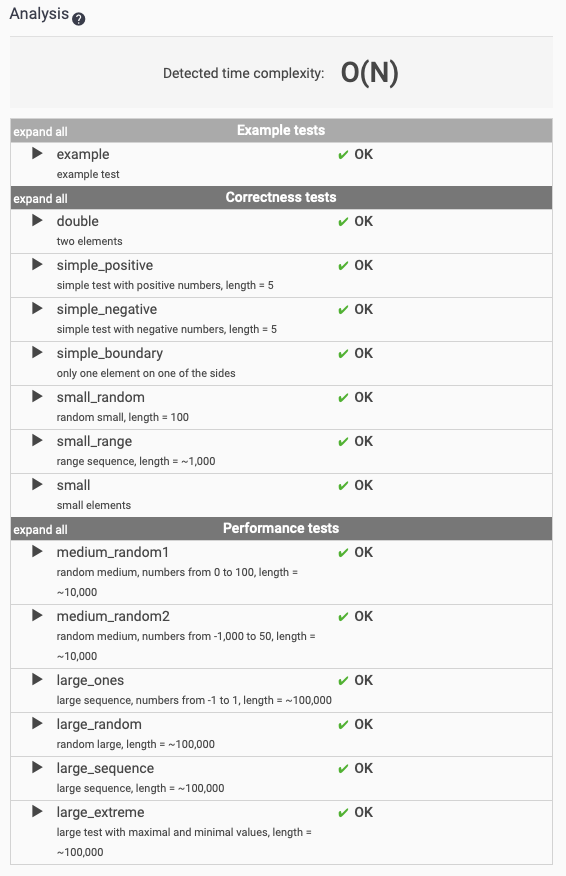 Analysis ?
Detected time complexity: O(N)
expand all Example tests
example ✔ OK
example test
expand all Correctness tests
double ✔ OK
two elements
simple_positive ✔ OK
simple test with positive numbers, length = 5
simple_negative ✔ OK
simple test with negative numbers, length = 5
simple_boundary ✔ OK
only one element on one of the sides
small_random ✔ OK
random small, length = 100
small_range ✔ OK
range sequence, length = ~1,000
small ✔ OK
small elements
expand all Performance tests
medium_random1 ✔ OK
random medium, numbers from 0 to 100, length =
~10,000
medium_random2 ✔ OK
random medium, numbers from -1,000 to 50, length =
~10,000
large_ones ✔ OK
large sequence, numbers from -1 to 1, length = ~100,000
large_random ✔ OK
random large, length = ~100,000
large_sequence ✔ OK
large sequence, length = ~100,000
large_extreme ✔ OK
large test with maximal and minimal values, length =
~100,000